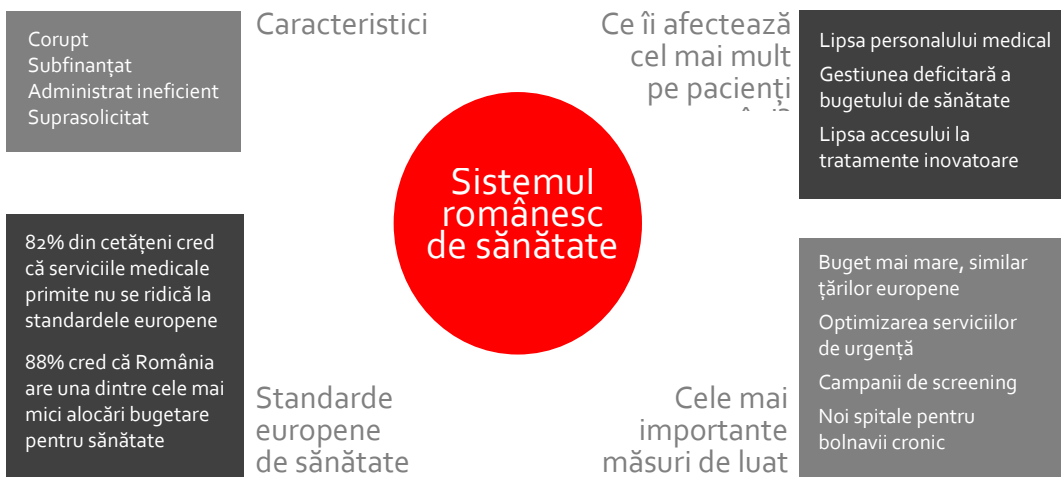 Caracteristici
Corupt
Subfinanțat
Administrat ineficient
Suprasolicitat
Ce îi afectează
cel mai mult
pe pacienți
Lipsa personalului medical
Gestiunea deficitară a
bugetului de sănătate
Lipsa accesului la
tratamente inovatoare
Sistemul
românesc
de sănătate
82% din cetățeni cred
că serviciile medicale
primite nu se ridică la
standardele europene
88% cred că România
are una dintre cele mai
mici alocări bugetare
pentru sănătate
Standarde
europene
de sănătate
Cele mai
importante
măsuri de luat
Buget mai mare, similar
țărilor europene
Optimizarea serviciilor
de urgență
Campanii de screening
Noi spitale pentru
bolnavii cronic